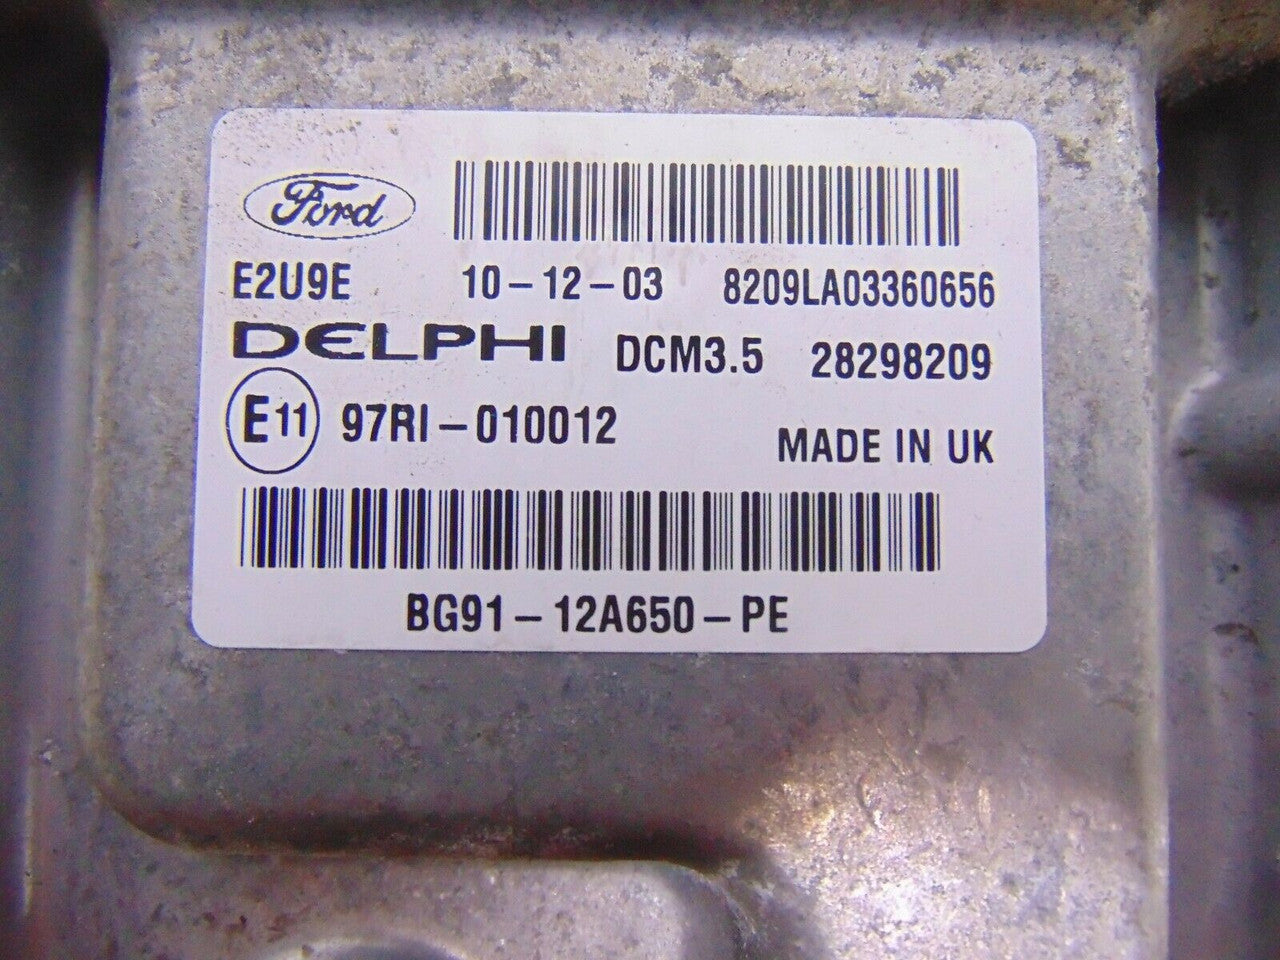 Ford
E2U9E 10-12-03 8209LA03360656
DELPHI DCM3.5 28298209
E11 97RI-010012
MADE IN UK
BG91-12A650-PE